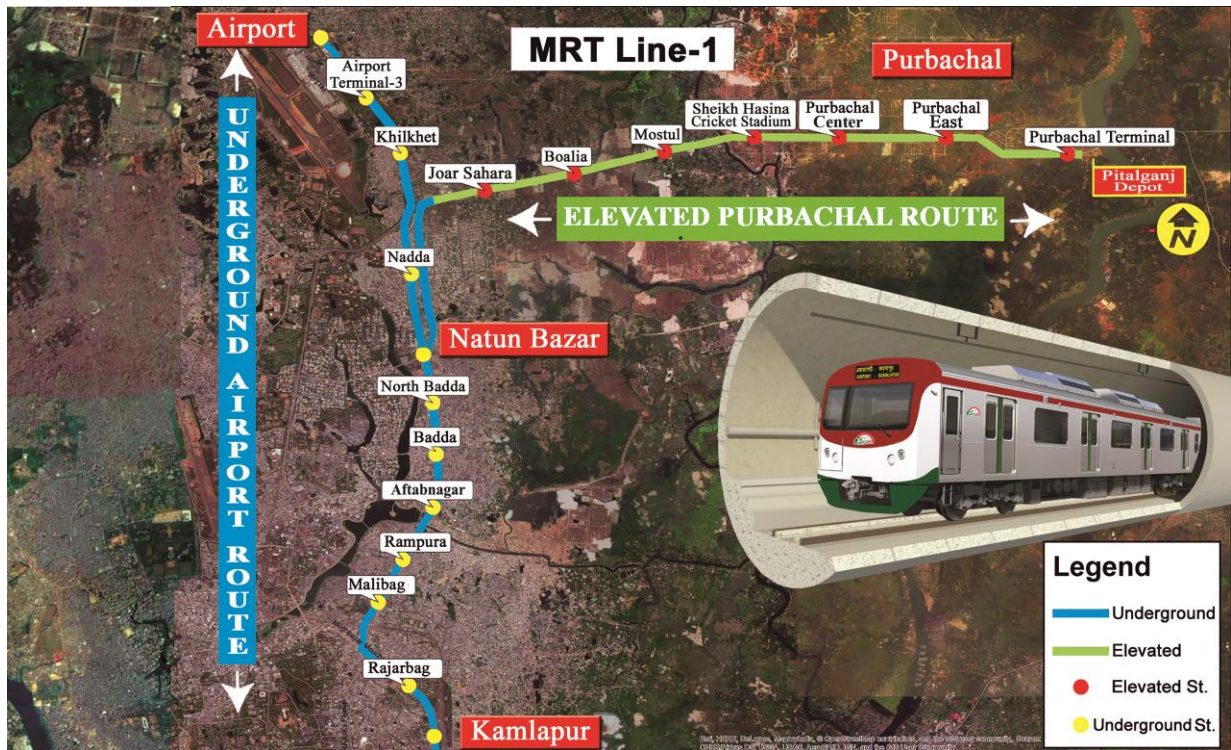 MRT Line-1
Airport
Airport
Terminal-3
Khilkhet
Joar Sahara
Boalia
Mostul
Sheikh Hasina
Cricket Stadium
Purbachal
Center
Purbachal
Purbachal
East
Purbachal Terminal
Pitalganj
Depot
N
UNDERGROUND AIRPORT ROUTE
ELEVATED PURBACHAL ROUTE
Nadda
Natun Bazar
North Badda
Badda
Aftabnagar
Rampura
Malibag
Rajarbag
Kamlapur
AIRPORT - KAMALAPUR
Legend
Underground
Elevated
Elevated St.
Underground St.